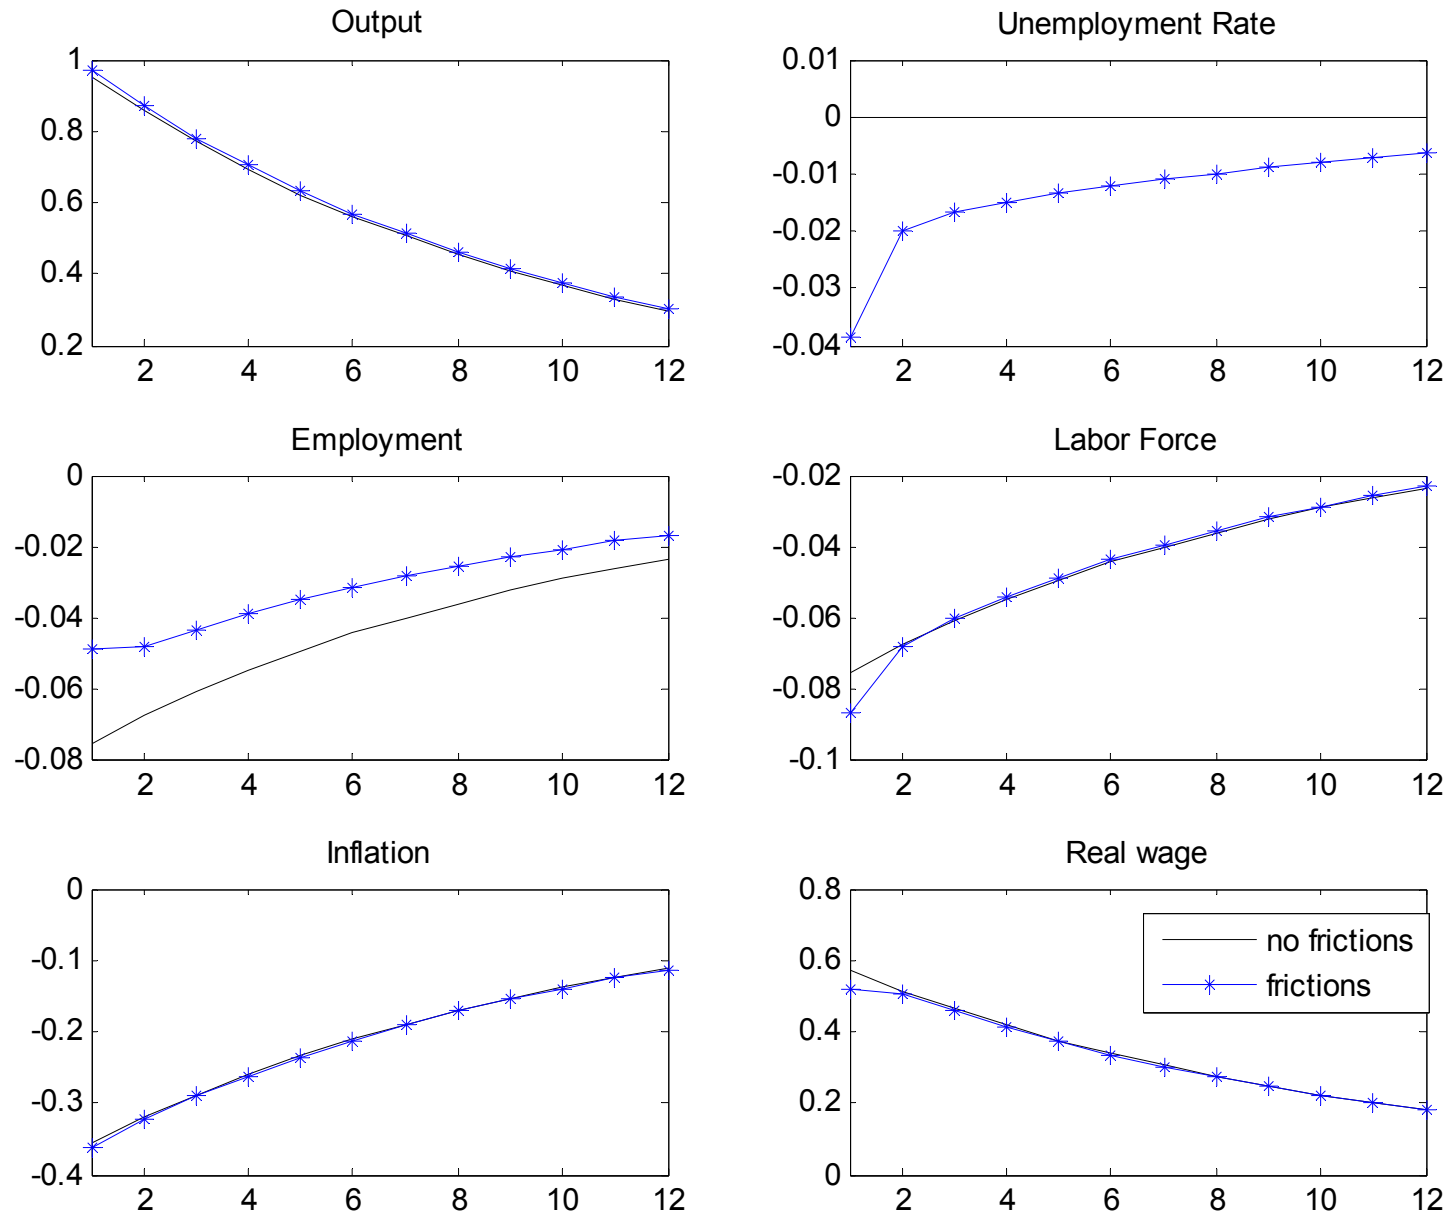 Output
1
0.8
0.6
0.4
0.2
2 4 6 8 10 12
Unemployment Rate
0.01
0
-0.01
-0.02
-0.03
-0.04
2 4 6 8 10 12
Employment
0
-0.02
-0.04
-0.06
-0.08
2 4 6 8 10 12
Labor Force
-0.02
-0.04
-0.06
-0.08
-0.1
2 4 6 8 10 12
Inflation
0
-0.1
-0.2
-0.3
-0.4
2 4 6 8 10 12
Real wage
0.8
0.6
0.4
0.2
0
no frictions
frictions
2 4 6 8 10 12